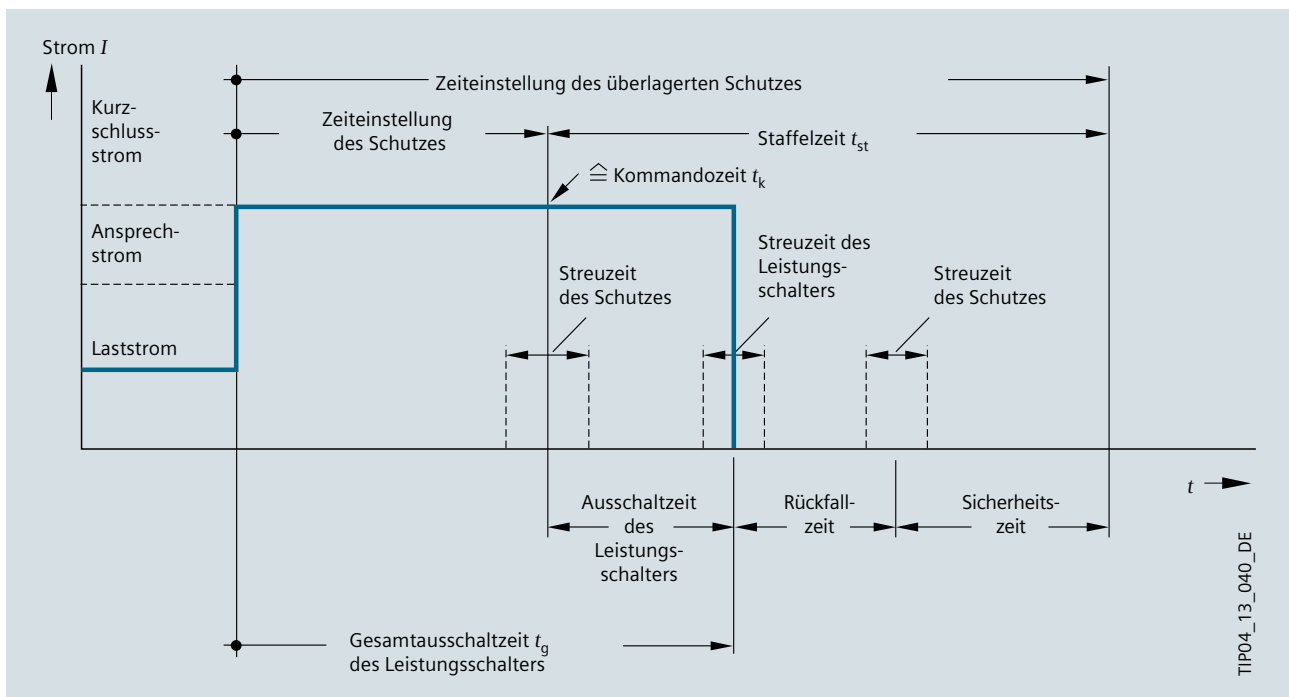 Strom I
Zeiteinstellung des überlagerten Schutzes
Kurz-
schluss-
strom
Zeiteinstellung
des Schutzes
Staffelzeit tst
≙ Kommandozeit tk
Ansprech-
strom
Streuzeit des
Leistungs-
schalters
Streuzeit
des Schutzes
Streuzeit
des Schutzes
Laststrom
t
Ausschaltzeit
des
Leistungs-
schalters
Rückfall-
zeit
Sicherheits-
zeit
Gesamtausschaltzeit tg
des Leistungsschalters
TIP04_13_040_DE